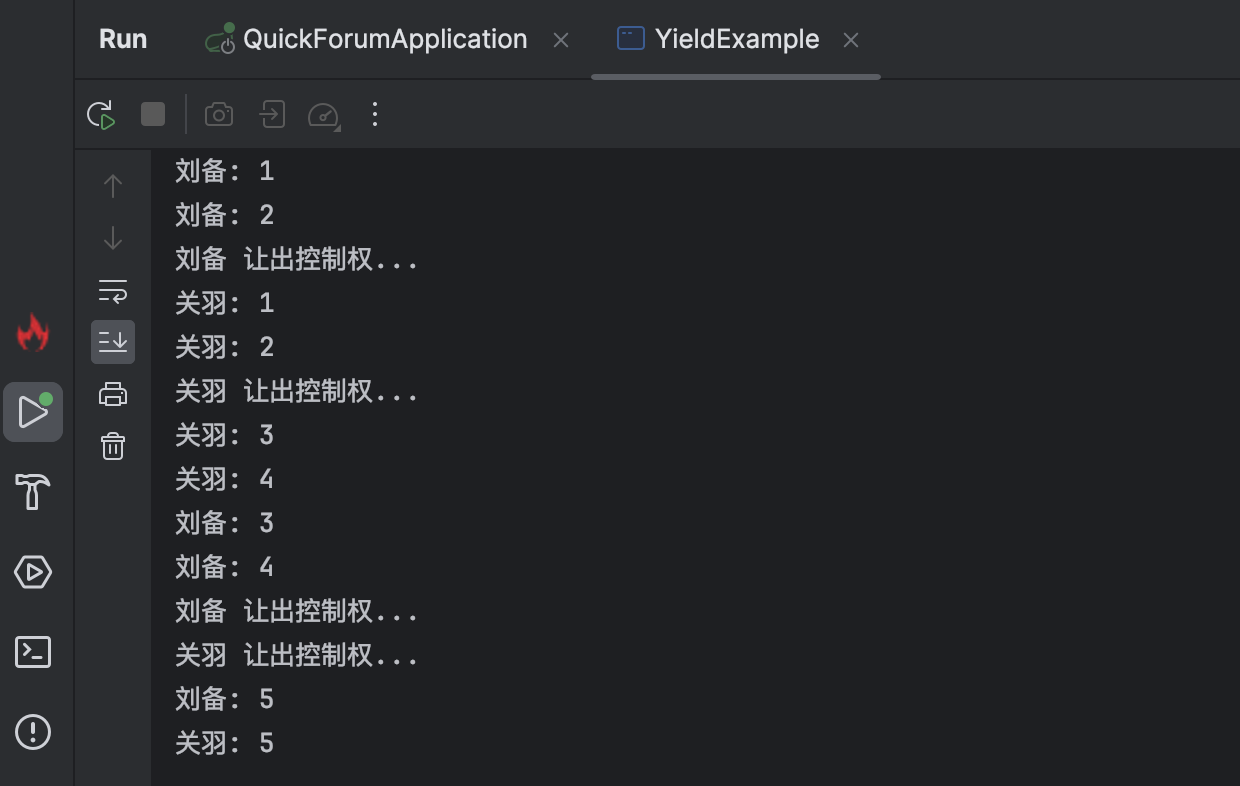 Run QuickForumApplication YieldExample
刘备: 1
刘备: 2
刘备 让出控制权...
关羽: 1
关羽: 2
关羽 让出控制权...
关羽: 3
关羽: 4
刘备: 3
刘备: 4
刘备 让出控制权...
关羽 让出控制权...
刘备: 5
关羽: 5